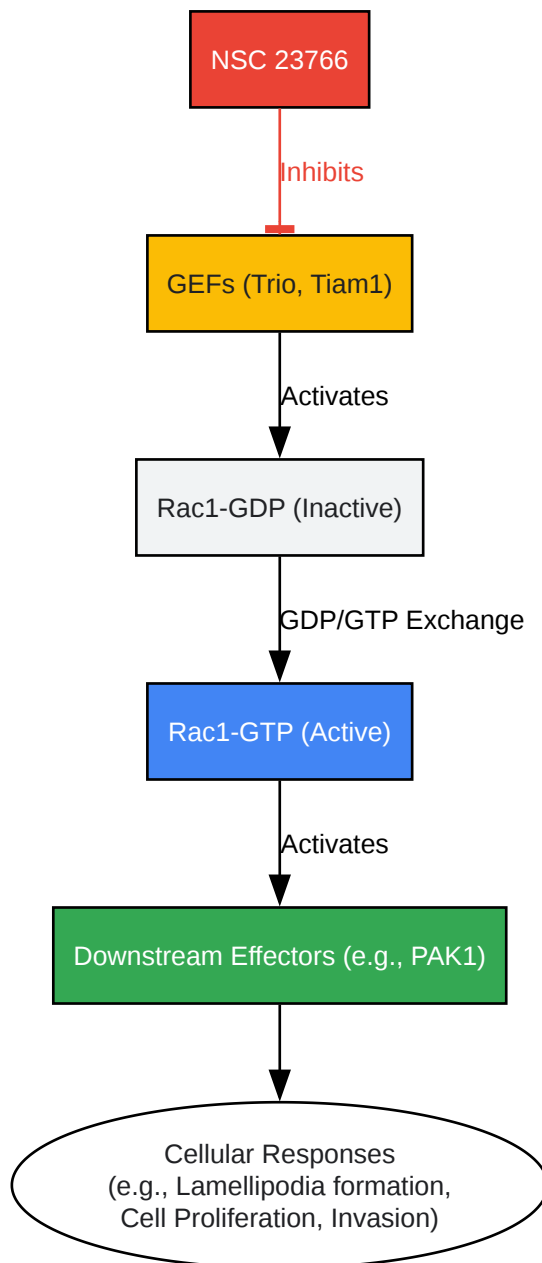 NSC 23766
Inhibits
GEFs (Trio, Tiam1)
Activates
Rac1-GDP (Inactive)
GDP/GTP Exchange
Rac1-GTP (Active)
Activates
Downstream Effectors (e.g., PAK1)
Cellular Responses
(e.g., Lamellipodia formation,
Cell Proliferation, Invasion)